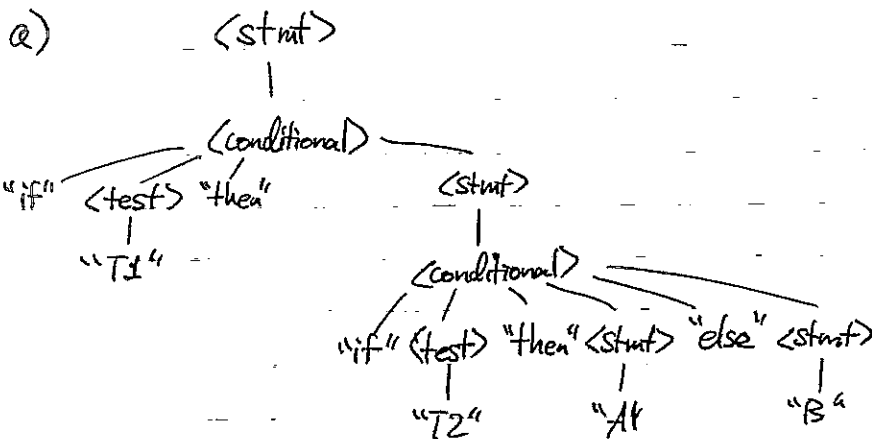 a)
<stmt>
<conditional>
"if" <test> "then" <stmt>
"T1"
<conditional>
"if" <test> "then" <stmt> "else" <stmt>
"T2" "A" "B"